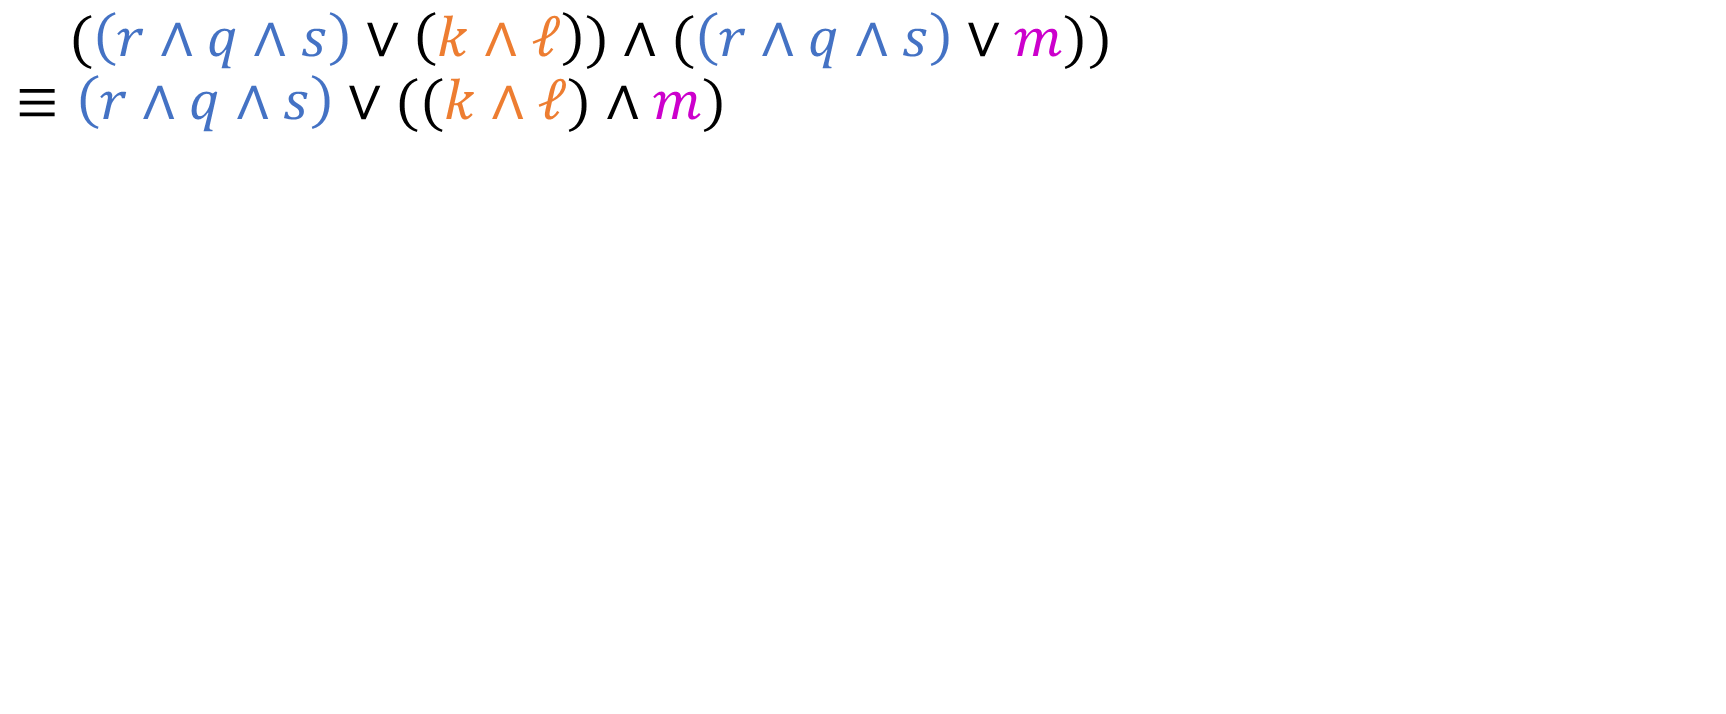 ((r ∧ q ∧ s) ∨ (k ∧ ℓ)) ∧ ((r ∧ q ∧ s) ∨ m))
≡ (r ∧ q ∧ s) ∨ ((k ∧ ℓ) ∧ m)